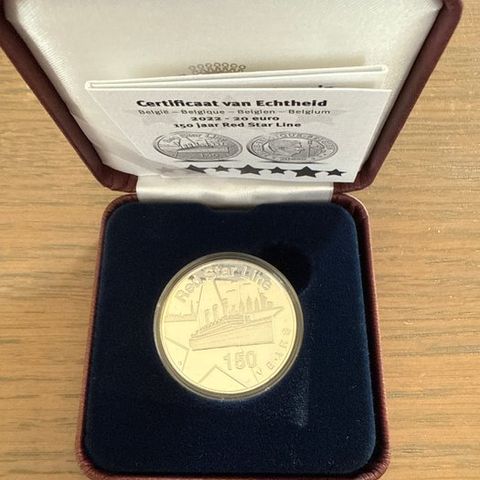 Certificaat van Echtheid
België – Belgique – Belgien – Belgium
2022 - 20 euro
150 jaar Red Star Line
Red Star Line
150
YEARS